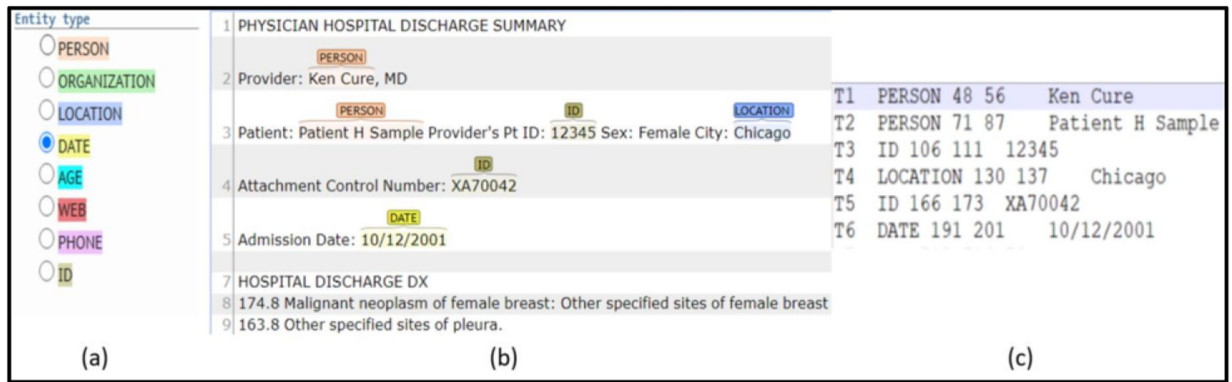 Entity type
PERSON
ORGANIZATION
LOCATION
DATE
AGE
WEB
PHONE
ID
(a)
1 PHYSICIAN HOSPITAL DISCHARGE SUMMARY
PERSON
2 Provider: Ken Cure, MD
PERSON ID LOCATION
3 Patient: Patient H Sample Provider's Pt ID: 12345 Sex: Female City: Chicago
ID
4 Attachment Control Number: XA70042
DATE
5 Admission Date: 10/12/2001
7 HOSPITAL DISCHARGE DX
8 174.8 Malignant neoplasm of female breast: Other specified sites of female breast
9 163.8 Other specified sites of pleura.
(b)
T1 PERSON 48 56 Ken Cure
T2 PERSON 71 87 Patient H Sample
T3 ID 106 111 12345
T4 LOCATION 130 137 Chicago
T5 ID 166 173 XA70042
T6 DATE 191 201 10/12/2001
(c)